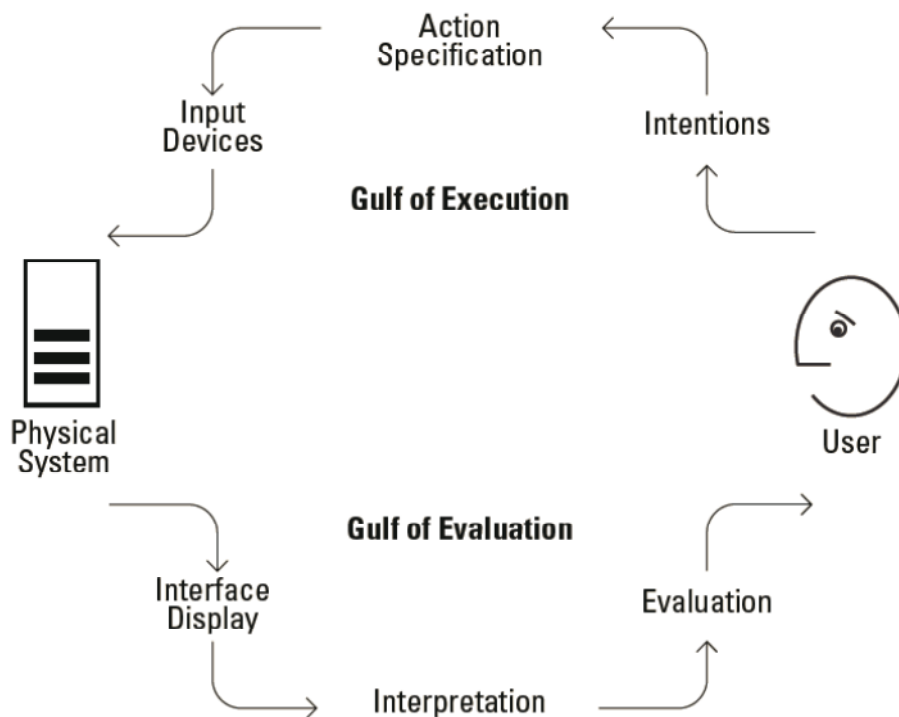 Action
Specification
Input
Devices
Intentions
Gulf of Execution
Physical
System
User
Gulf of Evaluation
Interface
Display
Evaluation
Interpretation